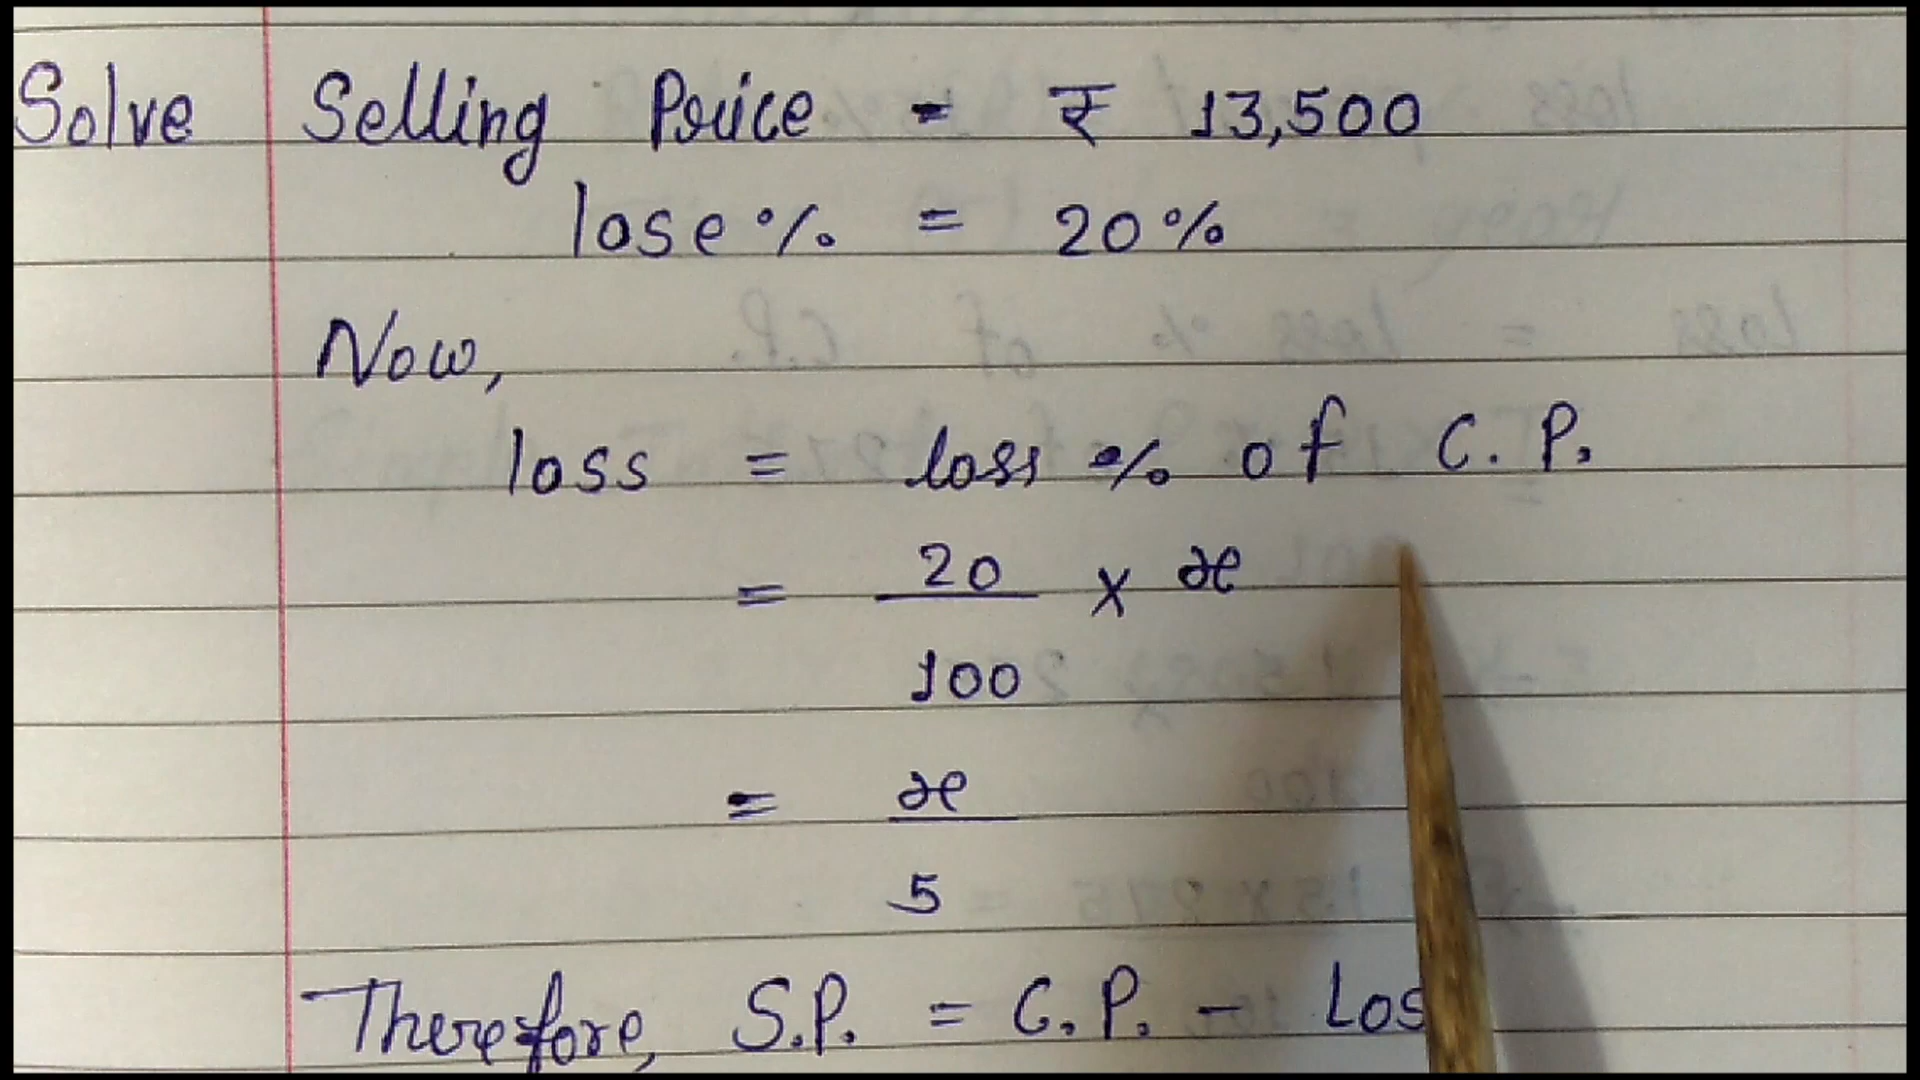 Solve Selling Price = ₹ 13,500
lose % = 20%
Now,
loss = loss % of C.P.
= 20 × x
100
= x
5
Therefore, S.P. = C.P. - Los